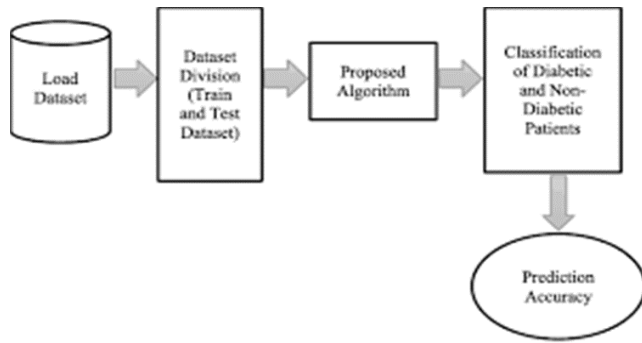 Load
Dataset
Dataset
Division
(Train
and Test
Dataset)
Proposed
Algorithm
Classification
of Diabetic
and Non-
Diabetic
Patients
Prediction
Accuracy